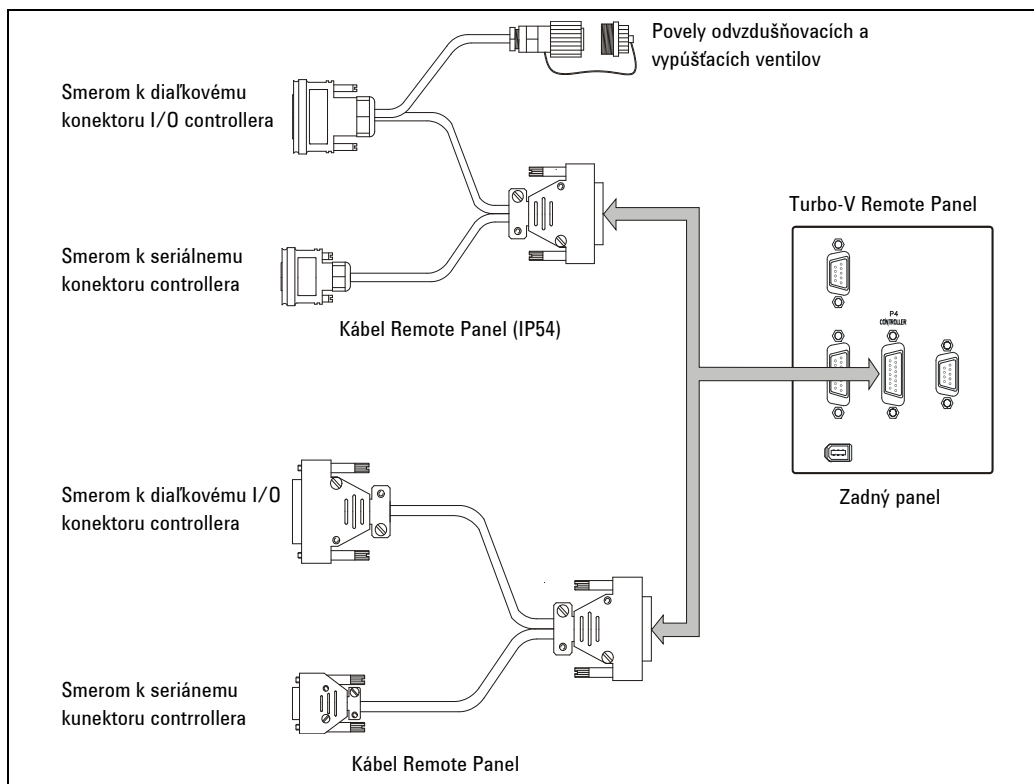 Povely odvzdušňovacích a
vypúšťacích ventilov
Smerom k diaľkovému
konektoru I/O controllera
Turbo-V Remote Panel
Smerom k seriálnemu
konektoru controllera
P4
CONTROLLER
Kábel Remote Panel (IP54)
Smerom k diaľkovému I/O
konektoru controllera
Zadný panel
Smerom k seriánemu
kunektoru contrrollera
Kábel Remote Panel